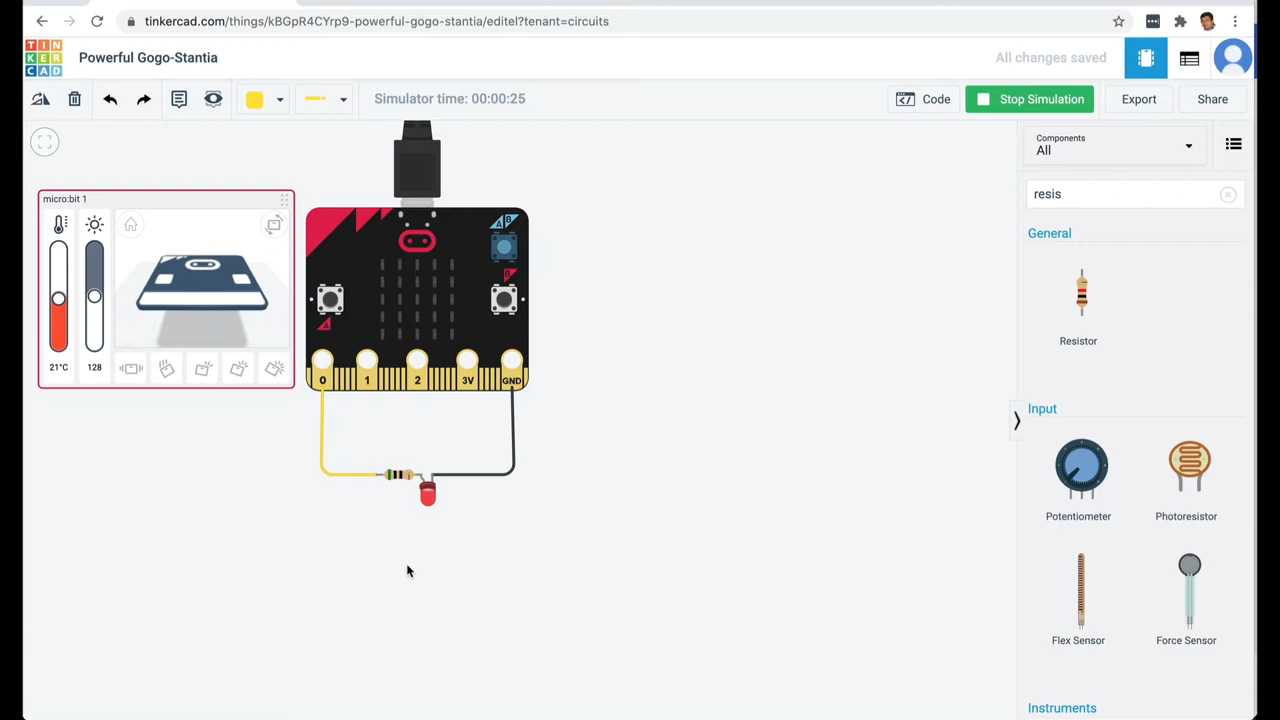 tinkercad.com/things/kBGpR4CYrp9-powerful-gogo-stantia/editel?tenant=circuits
TIN
KER
CAD
Powerful Gogo-Stantia
All changes saved
Simulator time: 00:00:25
Code
Stop Simulation
Export
Share
Components
All
resis
General
Resistor
Input
Potentiometer
Photoresistor
Flex Sensor
Force Sensor
Instruments
micro:bit 1
21°C
128
A B
B
A
0 1 2 3V GND